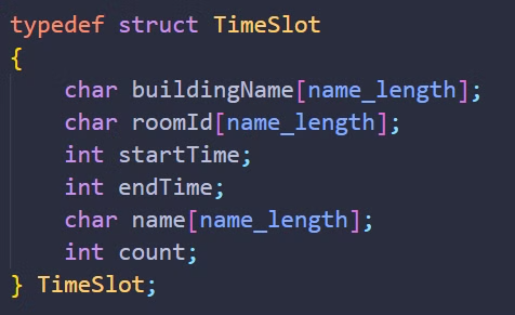 typedef struct TimeSlot
{
    char buildingName[name_length];
    char roomId[name_length];
    int startTime;
    int endTime;
    char name[name_length];
    int count;
} TimeSlot;